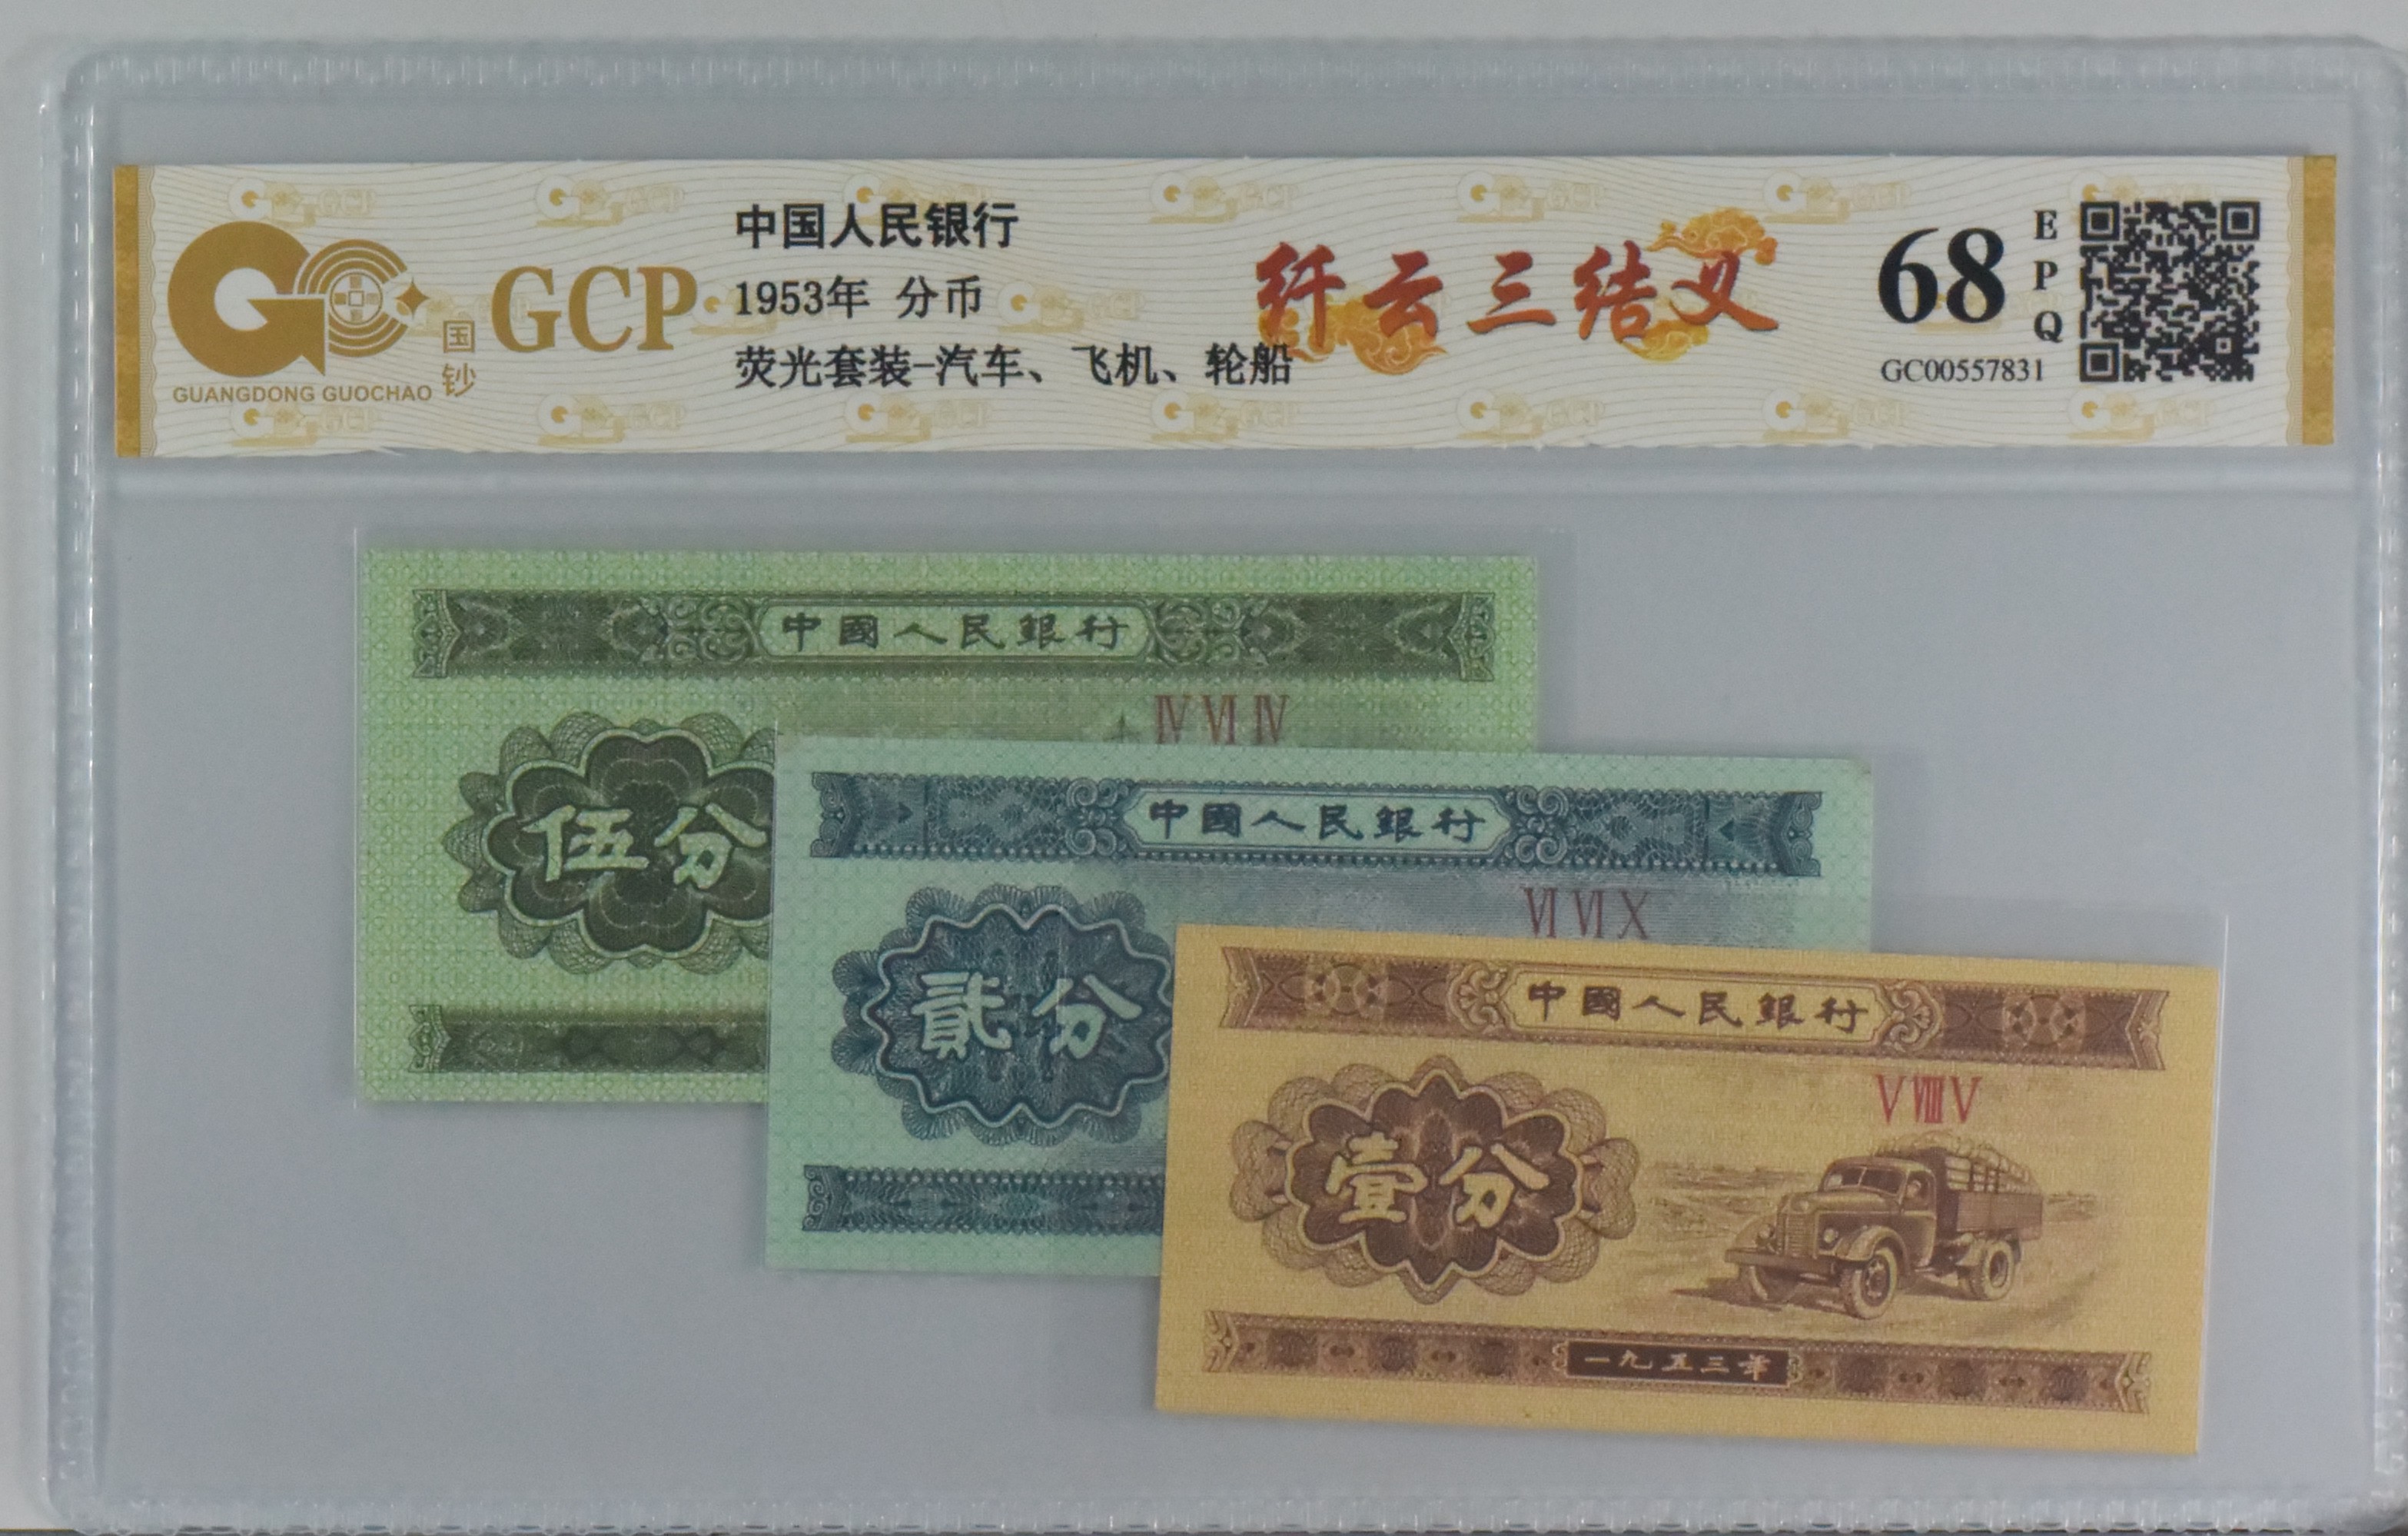 中国人民银行
1953年 分币
荧光套装-汽车、飞机、轮船
GCP
国钞
GUANGDONG GUOCHAO
纤云三结义
68
EPQ
GC00557831
中國人民銀行
ⅣⅥⅣ
伍分
中國人民銀行
ⅥⅥⅩ
貳分
中國人民銀行
ⅤⅧⅤ
壹分
一九五三年